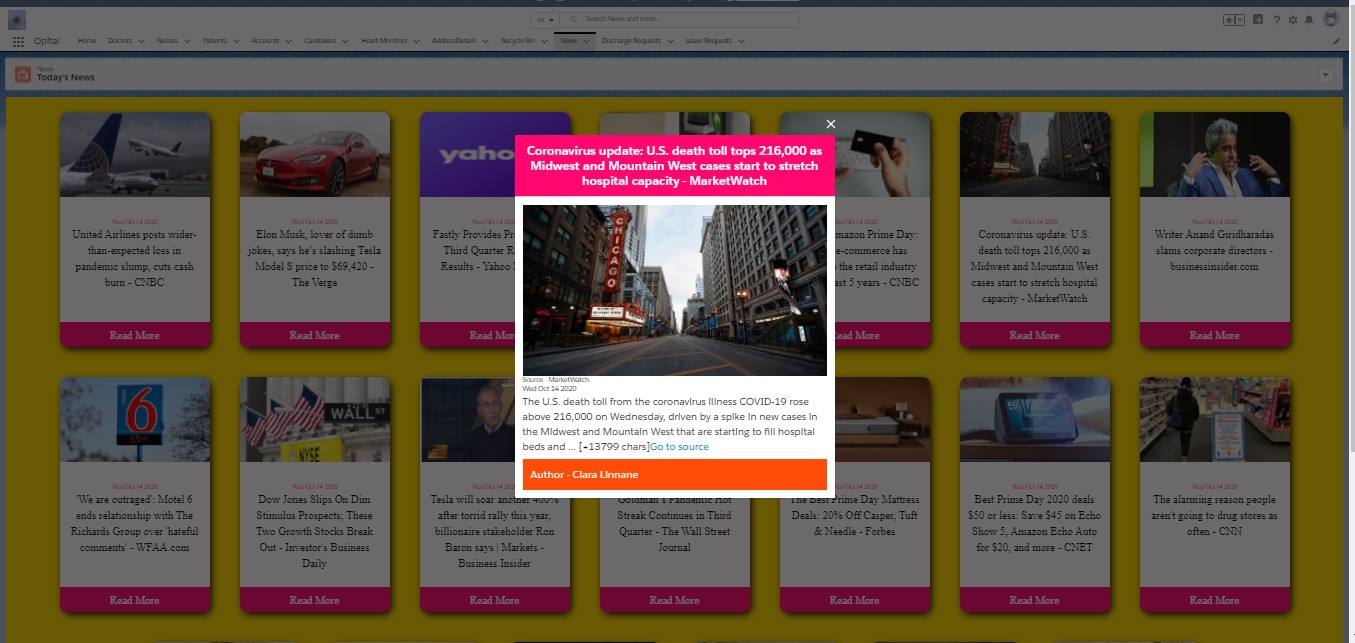 All
Search News and more...
Opital
Home
Doctors
Nurses
Patients
Accounts
Caretakers
Heart Monitors
AddressDetails
Recycle Bin
News
Discharge Requests
Leave Requests
News
Today's News
Coronavirus update: U.S. death toll tops 216,000 as
Midwest and Mountain West cases start to stretch
hospital capacity - MarketWatch
CHICAGO
Source - MarketWatch
Wed Oct 14 2020
The U.S. death toll from the coronavirus illness COVID-19 rose
above 216,000 on Wednesday, driven by a spike in new cases in
the Midwest and Mountain West that are starting to fill hospital
beds and … [+13799 chars]Go to source
Author - Clara Linnane
Wed Oct 14 2020
United Airlines posts wider-
than-expected loss in
pandemic slump, cuts cash
burn - CNBC
Read More
Wed Oct 14 2020
Elon Musk, lover of dumb
jokes, says he's slashing Tesla
Model S price to $69,420 -
The Verge
Read More
yaho
Wed Oct 14 20
Fastly Provides Pr
Third Quarter R
Results - Yahoo
Read Mor
Oct 14 2020
mazon Prime Day:
e-commerce has
the retail industry
ast 5 years - CNBC
ead More
Wed Oct 14 2020
Coronavirus update: U.S.
death toll tops 216,000 as
Midwest and Mountain West
cases start to stretch hospital
capacity - MarketWatch
Read More
Wed Oct 14 2020
Writer Anand Giridharadas
slams corporate directors -
businessinsider.com
Read More
6
Wed Oct 14 2020
'We are outraged': Motel 6
ends relationship with The
Richards Group over 'hateful
comments' - WFAA.com
Read More
WALL ST
NYSE
Wed Oct 14 2020
Dow Jones Slips On Dim
Stimulus Prospects; These
Two Growth Stocks Break
Out - Investor's Business
Daily
Read More
Wed Oct 14 20
Tesla will soar another 400%
after torrid rally this year,
billionaire stakeholder Ron
Baron says | Markets -
Business Insider
Read More
Goldman's Pandemic Hot
Streak Continues in Third
Quarter - The Wall Street
Journal
Read More
Oct 14 2020
The Best Prime Day Mattress
Deals: 20% Off Casper, Tuft
& Needle - Forbes
Read More
Wed Oct 14 2020
Best Prime Day 2020 deals
$50 or less: Save $45 on Echo
Show 5, Amazon Echo Auto
for $20, and more - CNET
Read More
Wed Oct 14 2020
The alarming reason people
aren't going to drug stores as
often - CNN
Read More